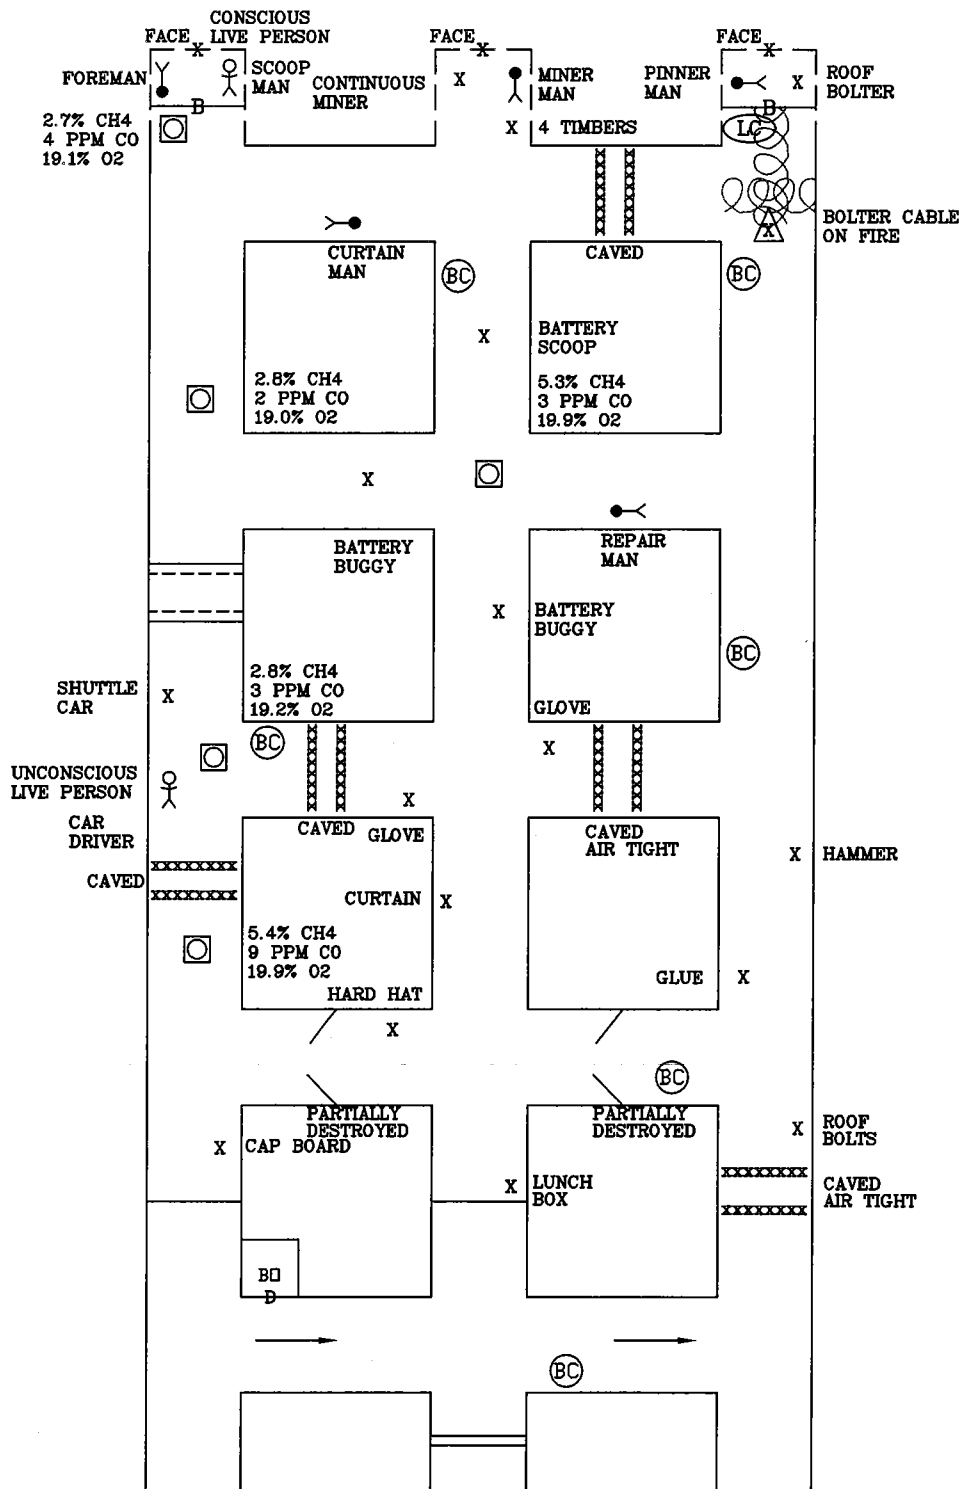 CONSCIOUS
LIVE PERSON
FACE
X
FACE
X
FACE
X
FOREMAN
SCOOP
MAN
CONTINUOUS
MINER
X
MINER
MAN
PINNER
MAN
X
ROOF
BOLTER
B
B
2.7% CH4
4 PPM CO
19.1% O2
X
4 TIMBERS
LC
BOLTER CABLE
ON FIRE
X
CURTAIN
MAN
BC
CAVED
BC
X
BATTERY
SCOOP
2.8% CH4
2 PPM CO
19.0% O2
5.3% CH4
3 PPM CO
19.9% O2
X
REPAIR
MAN
BATTERY
BUGGY
X
BATTERY
BUGGY
BC
SHUTTLE
CAR
X
2.8% CH4
3 PPM CO
19.2% O2
GLOVE
BC
X
UNCONSCIOUS
LIVE PERSON
X
CAR
DRIVER
CAVED
GLOVE
CAVED
AIR TIGHT
X
HAMMER
CAVED
CURTAIN
X
5.4% CH4
9 PPM CO
19.9% O2
GLUE
X
HARD HAT
X
BC
PARTIALLY
DESTROYED
PARTIALLY
DESTROYED
X
ROOF
BOLTS
X
CAP BOARD
X
LUNCH
BOX
CAVED
AIR TIGHT
B
D
BC